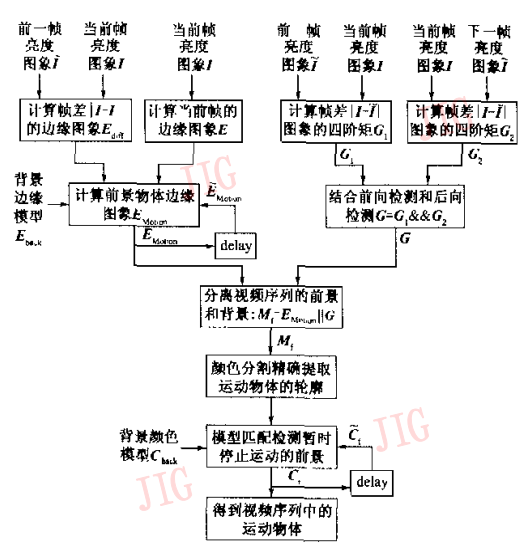 前一帧
亮度
图象Ĩ
当前帧
亮度
图象I
当前帧
亮度
图象I
前一帧
亮度
图象Ĩ
当前帧
亮度
图象I
当前帧
亮度
图象I
下一帧
亮度
图象Ĩ
计算帧差|I-Ĩ|
的边缘图象E_diff
计算当前帧的
边缘图象E
计算帧差|I-Ĩ|
图象的四阶矩G₁
计算帧差|I-Ĩ|
图象的四阶矩G₂
G₁
G₂
背景
边缘
模型
E_back
计算前景物体边缘
图象E_Motion
Ẽ_Motion
E_Motion
delay
结合前向检测和后向
检测G=G₁&&G₂
G
分离视频序列的前景
和背景:M_f=E_Motion||G
M_f
颜色分割精确提取
运动物体的轮廓
背景颜色
模型C_back
模型匹配检测暂时
停止运动的前景
C̃_f
C_f
delay
得到视频序列中的
运动物体
JIG
JIG
JIG
JIG